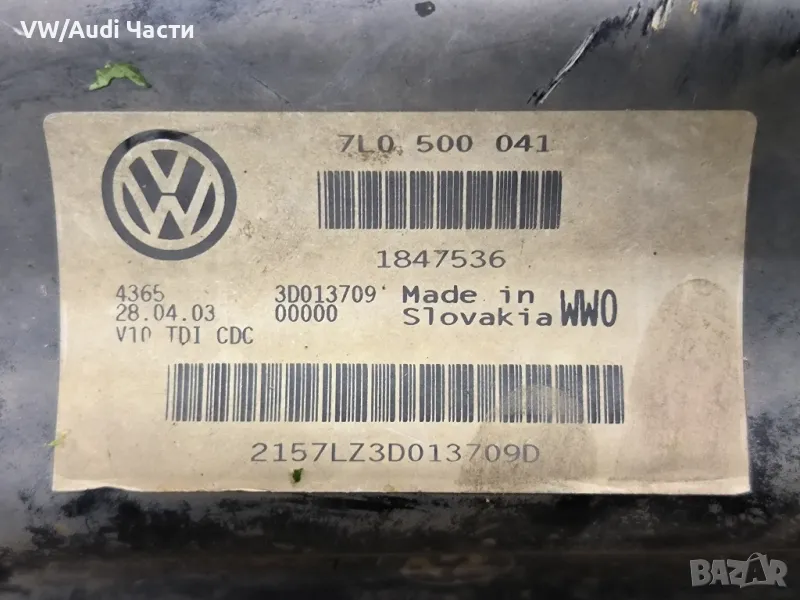 VW/Audi Части
7L0 500 041
1847536
4365 3D013709 Made in
28.04.03 00000 Slovakia WWO
V10 TDI CDC
2157LZ3D013709D
BAZAR